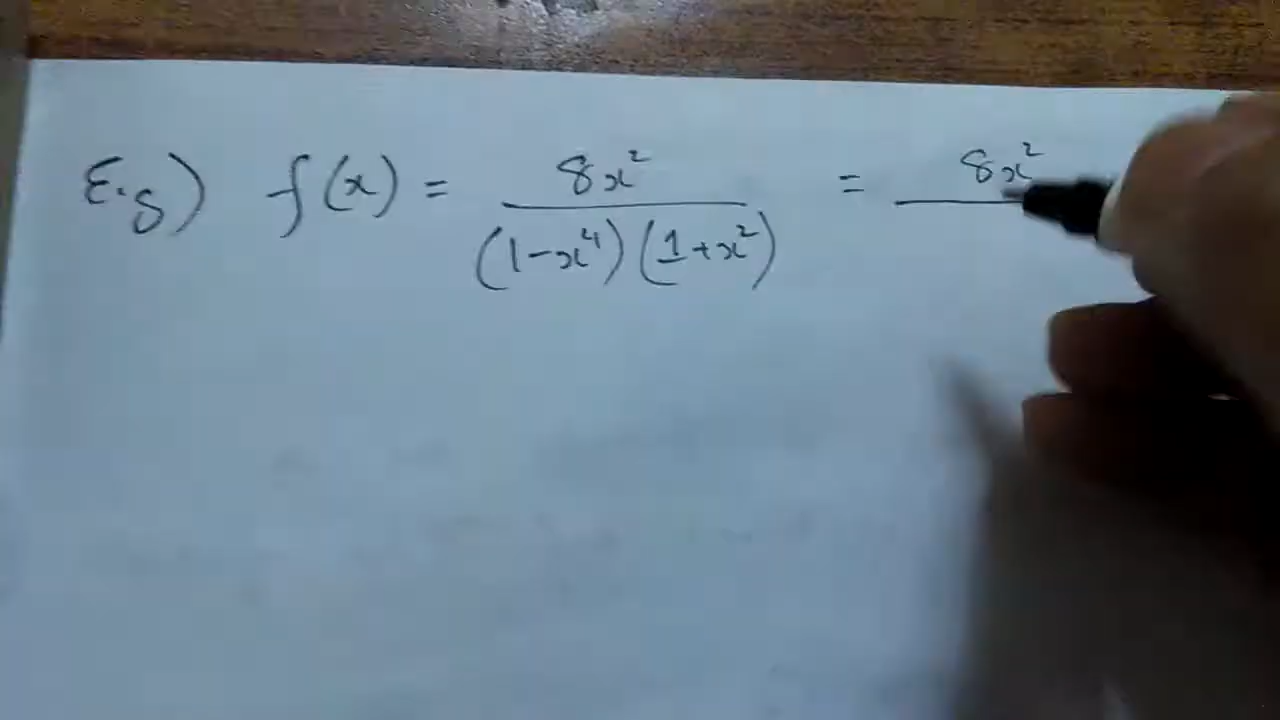 E.g) f(x) = 8x² / (1-x⁴)(1+x²) = 8x²